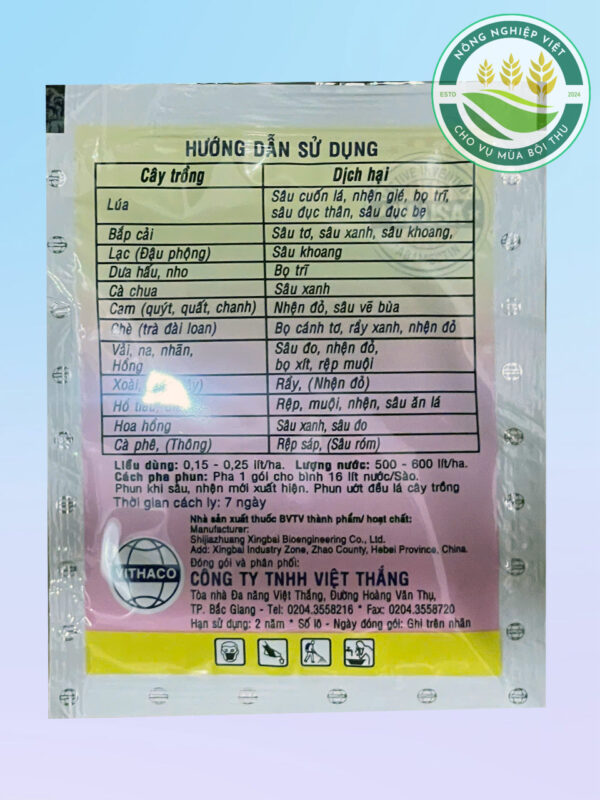 NÔNG NGHIỆP VIỆT
ESTD 2024
CHO VỤ MÙA BỘI THU
HƯỚNG DẪN SỬ DỤNG
Cây trồng Dịch hại
Lúa Sâu cuốn lá, nhện gié, bọ trĩ,
sâu đục thân, sâu đục bẹ
Bắp cải Sâu tơ, sâu xanh, sâu khoang,
Lạc (Đậu phộng) Sâu khoang
Dưa hấu, nho Bọ trĩ
Cà chua Sâu xanh
Cam (quýt, quất, chanh) Nhện đỏ, sâu vẽ bùa
Chè (trà đài loan) Bọ cánh tơ, rầy xanh, nhện đỏ
Vải, na, nhãn, Sâu đo, nhện đỏ,
Hồng bọ xít, rệp muội
Xoài, Rầy, (Nhện đỏ)
Hồ Rệp, muội, nhện, sâu ăn lá
Hoa hồng Sâu xanh, sâu đo
Cà phê, (Thông) Rệp sáp, (Sâu róm)
Liều dùng: 0,15 - 0,25 lít/ha. Lượng nước: 500 - 600 lít/ha.
Cách pha phun: Pha 1 gói cho bình 16 lít nước/Sào.
Phun khi sâu, nhện mới xuất hiện. Phun ướt đều lá cây trồng
Thời gian cách ly: 7 ngày
Nhà sản xuất thuốc BVTV thành phẩm/ hoạt chất:
Manufacturer:
Shijiazhuang Xingbai Bioengineering Co., Ltd.
Add: Xingbai Industry Zone, Zhao County, Hebei Province, China.
Đóng gói và phân phối:
VITHACO
CÔNG TY TNHH VIỆT THẮNG
Tòa nhà Đa năng Việt Thắng, Đường Hoàng Văn Thụ,
TP. Bắc Giang - Tel: 0204.3558216 * Fax: 0204.3558720
Hạn sử dụng: 2 năm * Số lô - Ngày đóng gói: Ghi trên nhãn